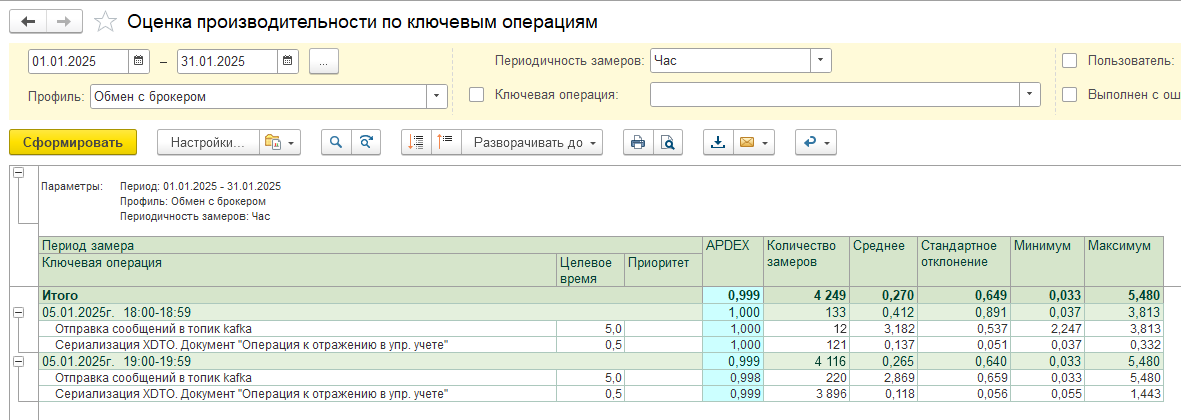 Оценка производительности по ключевым операциям
01.01.2025 – 31.01.2025 ... Периодичность замеров: Час Пользователь:
Профиль: Обмен с брокером Ключевая операция: Выполнен с ош
Сформировать Настройки... Разворачивать до
Параметры: Период: 01.01.2025 - 31.01.2025
Профиль: Обмен с брокером
Периодичность замеров: Час
Период замера APDEX Количество замеров Среднее Стандартное отклонение Минимум Максимум
Ключевая операция Целевое время Приоритет
Итого 0,999 4 249 0,270 0,649 0,033 5,480
05.01.2025г. 18:00-18:59 1,000 133 0,412 0,891 0,037 3,813
Отправка сообщений в топик kafka 5,0 1,000 12 3,182 0,537 2,247 3,813
Сериализация XDTO. Документ "Операция к отражению в упр. учете" 0,5 1,000 121 0,137 0,051 0,037 0,332
05.01.2025г. 19:00-19:59 0,999 4 116 0,265 0,640 0,033 5,480
Отправка сообщений в топик kafka 5,0 0,998 220 2,869 0,659 0,033 5,480
Сериализация XDTO. Документ "Операция к отражению в упр. учете" 0,5 0,999 3 896 0,118 0,056 0,055 1,443